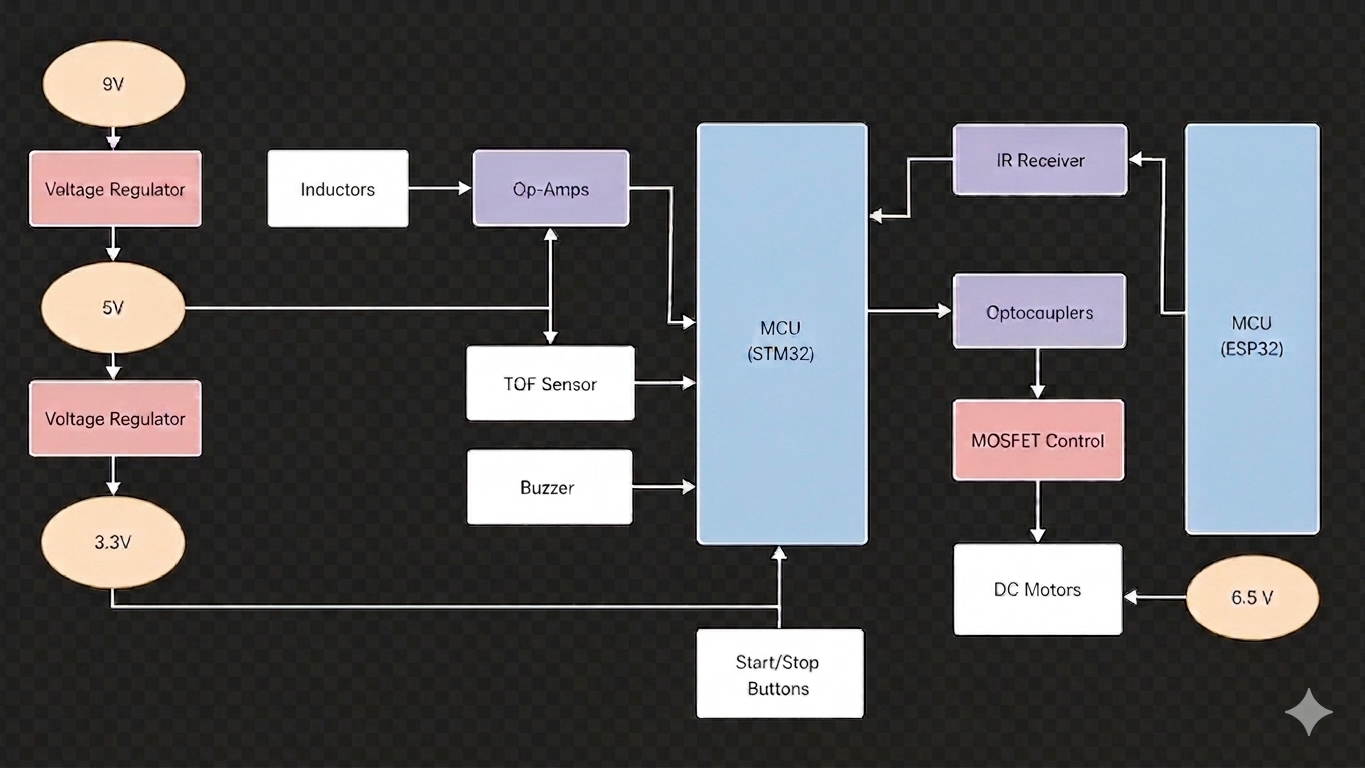 9V
Voltage Regulator
Inductors
Op-Amps
IR Receiver
5V
MCU
(STM32)
Optocouplers
MCU
(ESP32)
TOF Sensor
Voltage Regulator
MOSFET Control
Buzzer
3.3V
DC Motors
6.5 V
Start/Stop
Buttons